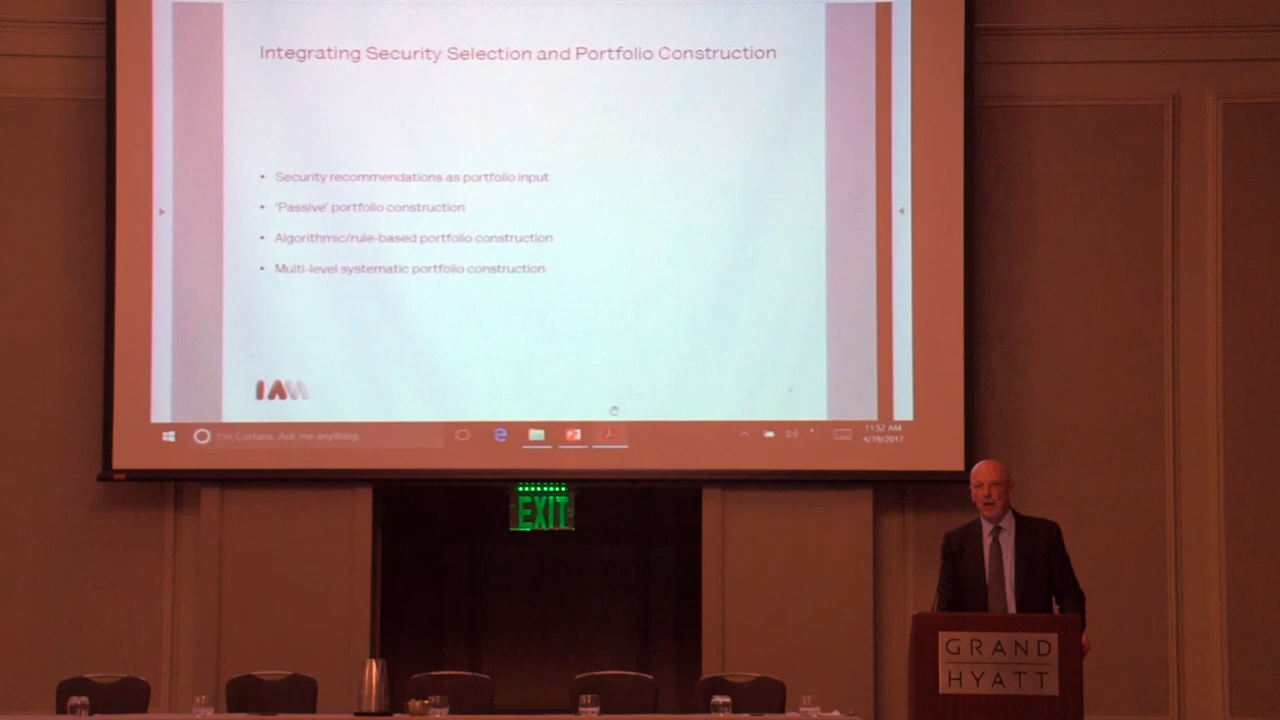 Integrating Security Selection and Portfolio Construction
• Security recommendations as portfolio input
• 'Passive' portfolio construction
• Algorithmic/rule-based portfolio construction
• Multi-level systematic portfolio construction
IAM
I'm Cortana. Ask me anything.
11:52 AM
4/19/2017
EXIT
GRAND
HYATT